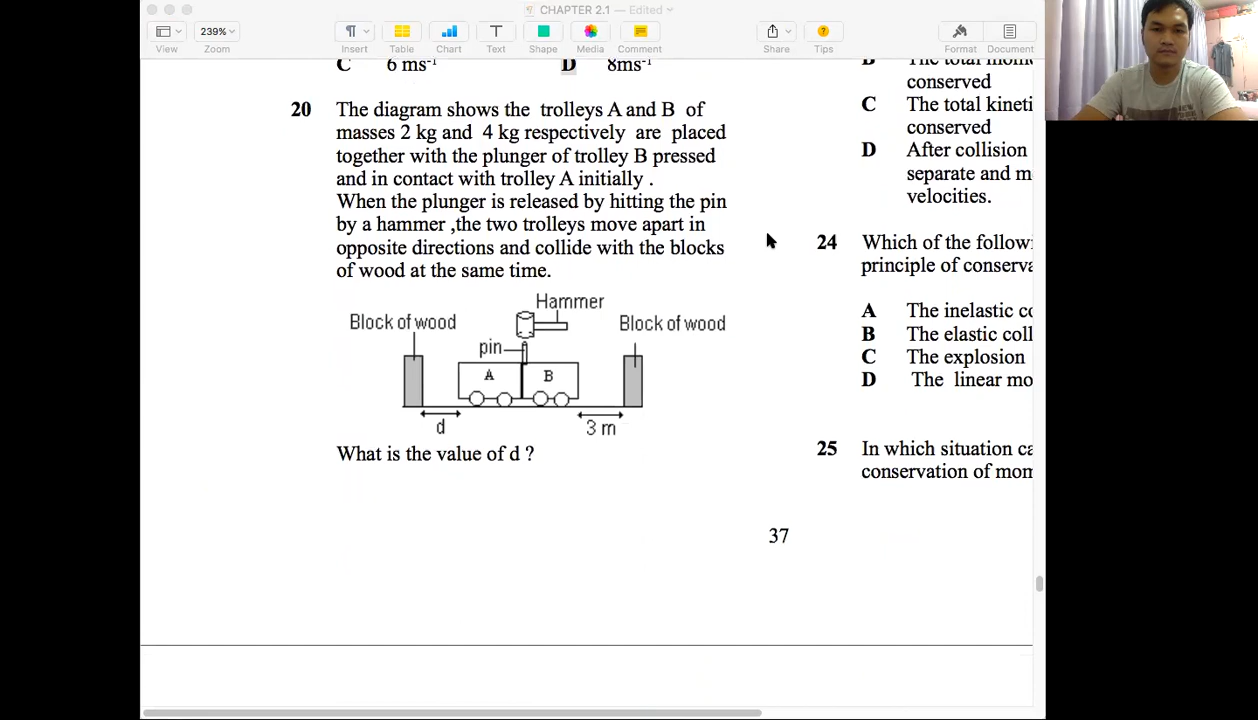 CHAPTER 2.1 — Edited
View
239%
Zoom
Insert
Table
Chart
Text
Shape
Media
Comment
Share
Tips
Format
Document
C 6 ms-1 D 8ms-1
20 The diagram shows the trolleys A and B of
masses 2 kg and 4 kg respectively are placed
together with the plunger of trolley B pressed
and in contact with trolley A initially .
When the plunger is released by hitting the pin
by a hammer ,the two trolleys move apart in
opposite directions and collide with the blocks
of wood at the same time.
Hammer
Block of wood
Block of wood
pin
A
B
d
3 m
What is the value of d ?
B The total
conserved
C The total kineti
conserved
D After collision
separate and m
velocities.
24 Which of the followi
principle of conserva
A The inelastic co
B The elastic coll
C The explosion
D The linear mo
25 In which situation ca
conservation of mom
37